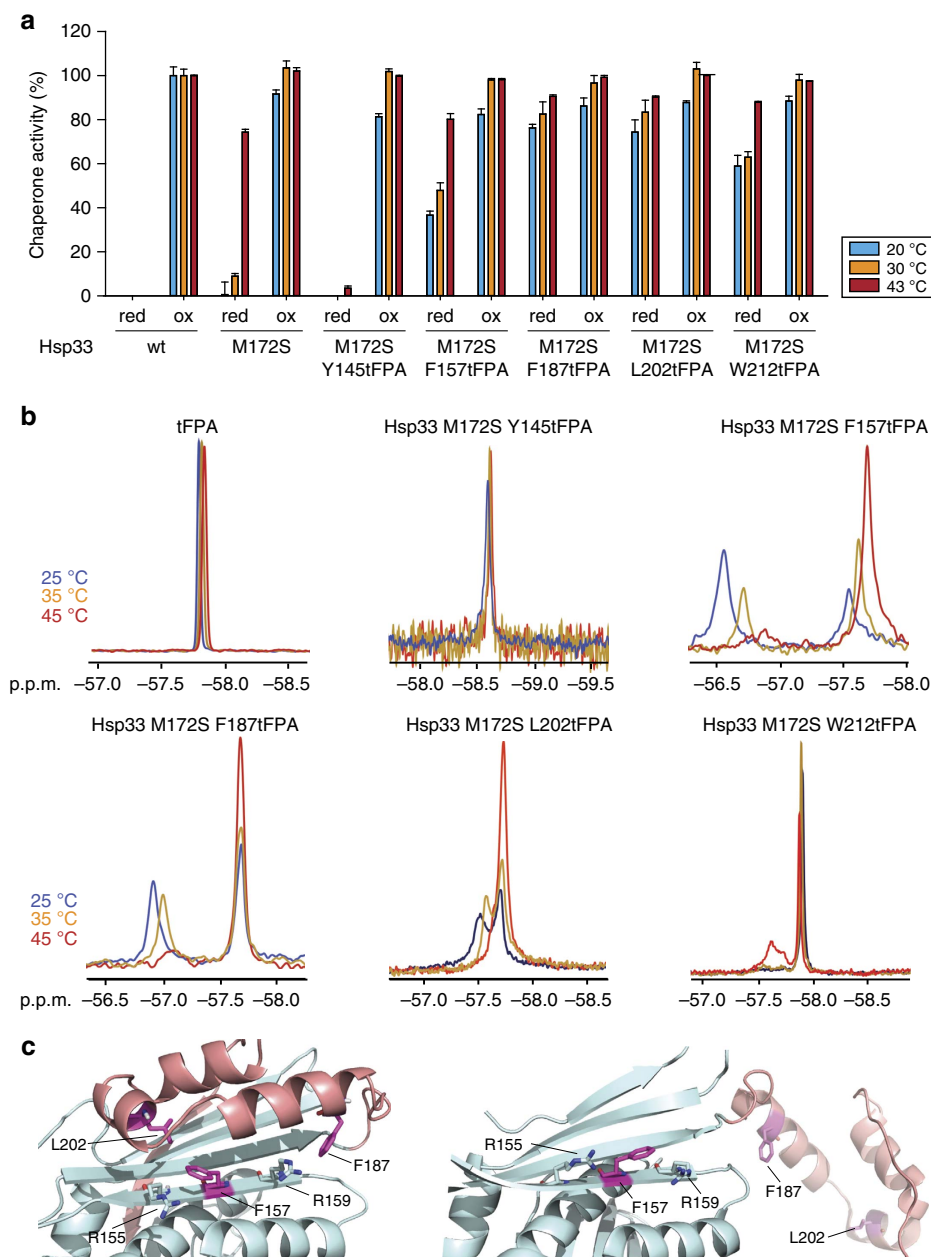 a
120
100
80
60
40
20
0
Chaperone activity (%)
20 °C
30 °C
43 °C
red ox red ox red ox red ox red ox red ox red ox
Hsp33 wt M172S M172S M172S M172S M172S M172S
Y145tFPA F157tFPA F187tFPA L202tFPA W212tFPA
b
tFPA Hsp33 M172S Y145tFPA Hsp33 M172S F157tFPA
25 °C
35 °C
45 °C
p.p.m. –57.0 –57.5 –58.0 –58.5 –58.0 –58.5 –59.0 –59.5 –56.5 –57.0 –57.5 –58.0
Hsp33 M172S F187tFPA Hsp33 M172S L202tFPA Hsp33 M172S W212tFPA
25 °C
35 °C
45 °C
p.p.m. –56.5 –57.0 –57.5 –58.0 –57.0 –57.5 –58.0 –58.5 –57.0 –57.5 –58.0 –58.5
c
L202
F187
R159
F157
R155
R155
F157
R159
F187
L202